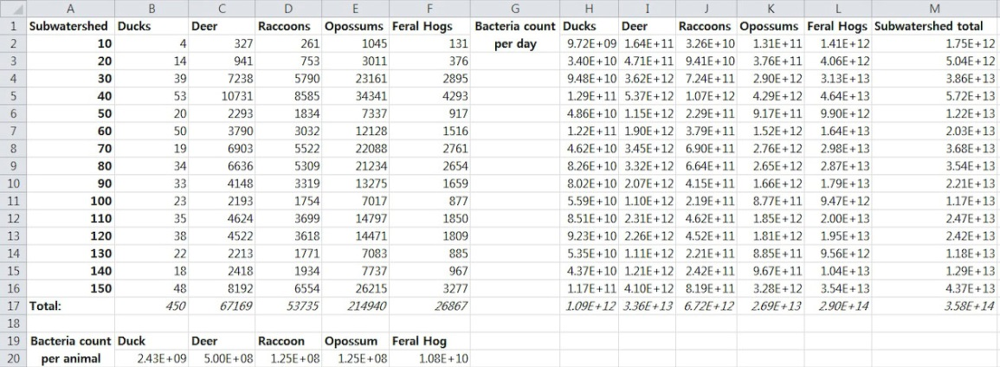 A B C D E F G H I J K L M
1 Subwatershed Ducks Deer Raccoons Opossums Feral Hogs Bacteria count Ducks Deer Raccoons Opossums Feral Hogs Subwatershed total
2 10 4 327 261 1045 131 per day 9.72E+09 1.64E+11 3.26E+10 1.31E+11 1.41E+12 1.75E+12
3 20 14 941 753 3011 376 3.40E+10 4.71E+11 9.41E+10 3.76E+11 4.06E+12 5.04E+12
4 30 39 7238 5790 23161 2895 9.48E+10 3.62E+12 7.24E+11 2.90E+12 3.13E+13 3.86E+13
5 40 53 10731 8585 34341 4293 1.29E+11 5.37E+12 1.07E+12 4.29E+12 4.64E+13 5.72E+13
6 50 20 2293 1834 7337 917 4.86E+10 1.15E+12 2.29E+11 9.17E+11 9.90E+12 1.22E+13
7 60 50 3790 3032 12128 1516 1.22E+11 1.90E+12 3.79E+11 1.52E+12 1.64E+13 2.03E+13
8 70 19 6903 5522 22088 2761 4.62E+10 3.45E+12 6.90E+11 2.76E+12 2.98E+13 3.68E+13
9 80 34 6636 5309 21234 2654 8.26E+10 3.32E+12 6.64E+11 2.65E+12 2.87E+13 3.54E+13
10 90 33 4148 3319 13275 1659 8.02E+10 2.07E+12 4.15E+11 1.66E+12 1.79E+13 2.21E+13
11 100 23 2193 1754 7017 877 5.59E+10 1.10E+12 2.19E+11 8.77E+11 9.47E+12 1.17E+13
12 110 35 4624 3699 14797 1850 8.51E+10 2.31E+12 4.62E+11 1.85E+12 2.00E+13 2.47E+13
13 120 38 4522 3618 14471 1809 9.23E+10 2.26E+12 4.52E+11 1.81E+12 1.95E+13 2.42E+13
14 130 22 2213 1771 7083 885 5.35E+10 1.11E+12 2.21E+11 8.85E+11 9.56E+12 1.18E+13
15 140 18 2418 1934 7737 967 4.37E+10 1.21E+12 2.42E+11 9.67E+11 1.04E+13 1.29E+13
16 150 48 8192 6554 26215 3277 1.17E+11 4.10E+12 8.19E+11 3.28E+12 3.54E+13 4.37E+13
17 Total: 450 67169 53735 214940 26867 1.09E+12 3.36E+13 6.72E+12 2.69E+13 2.90E+14 3.58E+14
18
19 Bacteria count Duck Deer Raccoon Opossum Feral Hog
20 per animal 2.43E+09 5.00E+08 1.25E+08 1.25E+08 1.08E+10